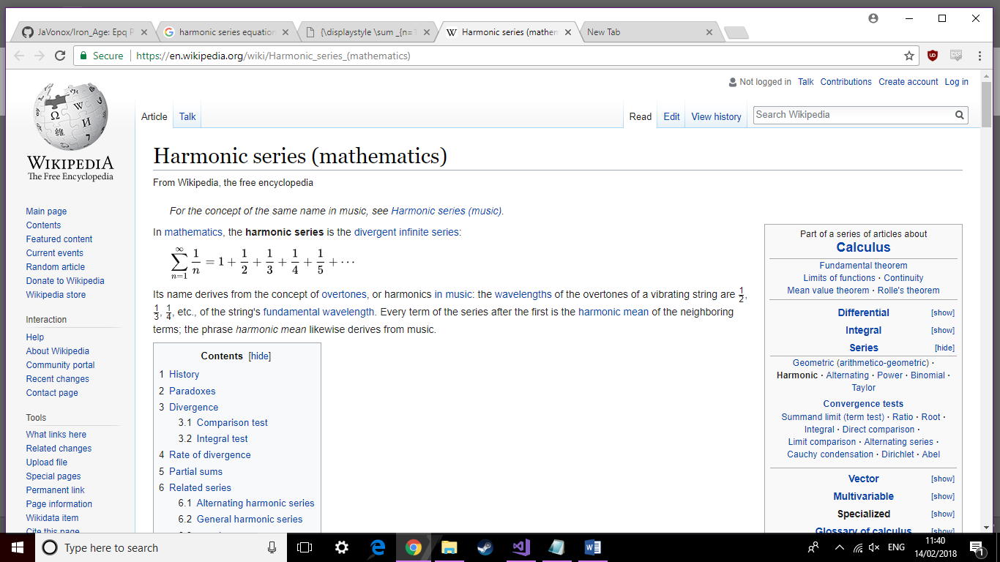 JaVonox/Iron_Age: Epq P
harmonic series equation
{\displaystyle \sum _{n=1
Harmonic series (mathem
New Tab
Secure
https://en.wikipedia.org/wiki/Harmonic_series_(mathematics)
Not logged in Talk Contributions Create account Log in
Article Talk
Read Edit View history
Search Wikipedia
WIKIPEDIA
The Free Encyclopedia
Main page
Contents
Featured content
Current events
Random article
Donate to Wikipedia
Wikipedia store
Interaction
Help
About Wikipedia
Community portal
Recent changes
Contact page
Tools
What links here
Related changes
Upload file
Special pages
Permanent link
Page information
Wikidata item
Cite this page
Harmonic series (mathematics)
From Wikipedia, the free encyclopedia
For the concept of the same name in music, see Harmonic series (music).
In mathematics, the harmonic series is the divergent infinite series:
∑_{n=1}^{∞} 1/n = 1 + 1/2 + 1/3 + 1/4 + 1/5 + ⋯
Its name derives from the concept of overtones, or harmonics in music: the wavelengths of the overtones of a vibrating string are 1/2,
1/3, 1/4, etc., of the string's fundamental wavelength. Every term of the series after the first is the harmonic mean of the neighboring
terms; the phrase harmonic mean likewise derives from music.
Contents [hide]
1 History
2 Paradoxes
3 Divergence
3.1 Comparison test
3.2 Integral test
4 Rate of divergence
5 Partial sums
6 Related series
6.1 Alternating harmonic series
6.2 General harmonic series
Part of a series of articles about
Calculus
Fundamental theorem
Limits of functions · Continuity
Mean value theorem · Rolle's theorem
Differential [show]
Integral [show]
Series [hide]
Geometric (arithmetico-geometric) ·
Harmonic · Alternating · Power · Binomial ·
Taylor
Convergence tests
Summand limit (term test) · Ratio · Root ·
Integral · Direct comparison ·
Limit comparison · Alternating series ·
Cauchy condensation · Dirichlet · Abel
Vector [show]
Multivariable [show]
Specialized [show]
Glossary of calculus [show]
Type here to search
ENG
11:40
14/02/2018
1